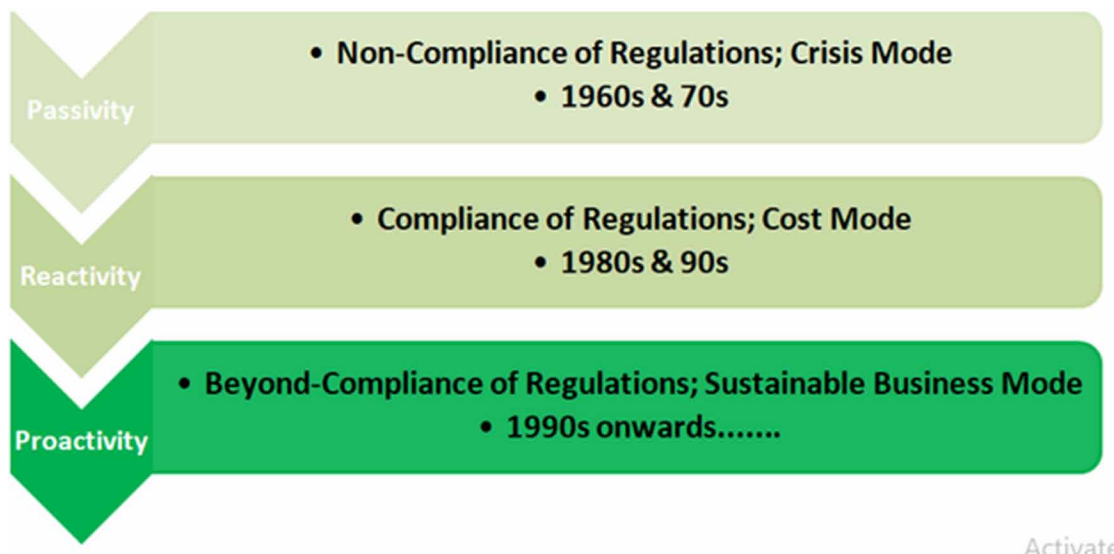 • Non-Compliance of Regulations; Crisis Mode
• 1960s & 70s
Passivity
• Compliance of Regulations; Cost Mode
• 1980s & 90s
Reactivity
• Beyond-Compliance of Regulations; Sustainable Business Mode
• 1990s onwards.......
Proactivity
Activate